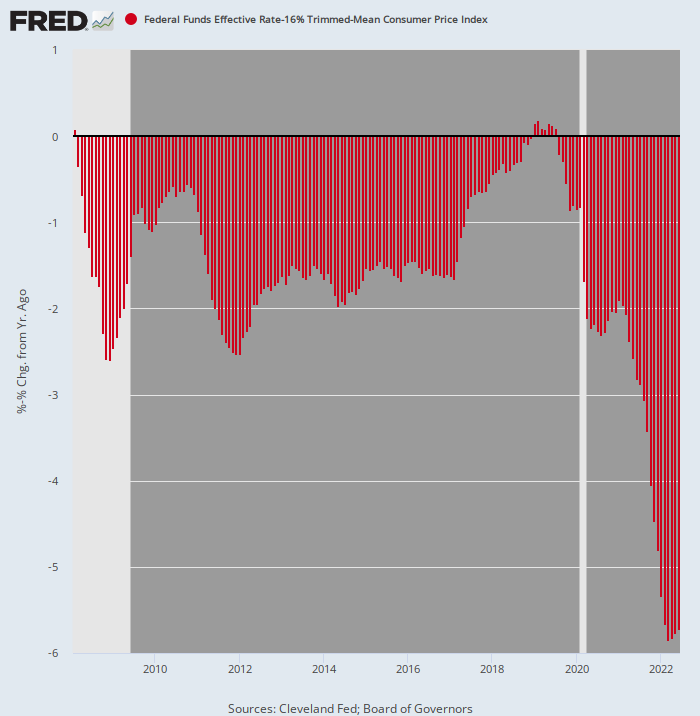 FRED
Federal Funds Effective Rate-16% Trimmed-Mean Consumer Price Index
%-% Chg. from Yr. Ago
1
0
-1
-2
-3
-4
-5
-6
2010 2012 2014 2016 2018 2020 2022
Sources: Cleveland Fed; Board of Governors